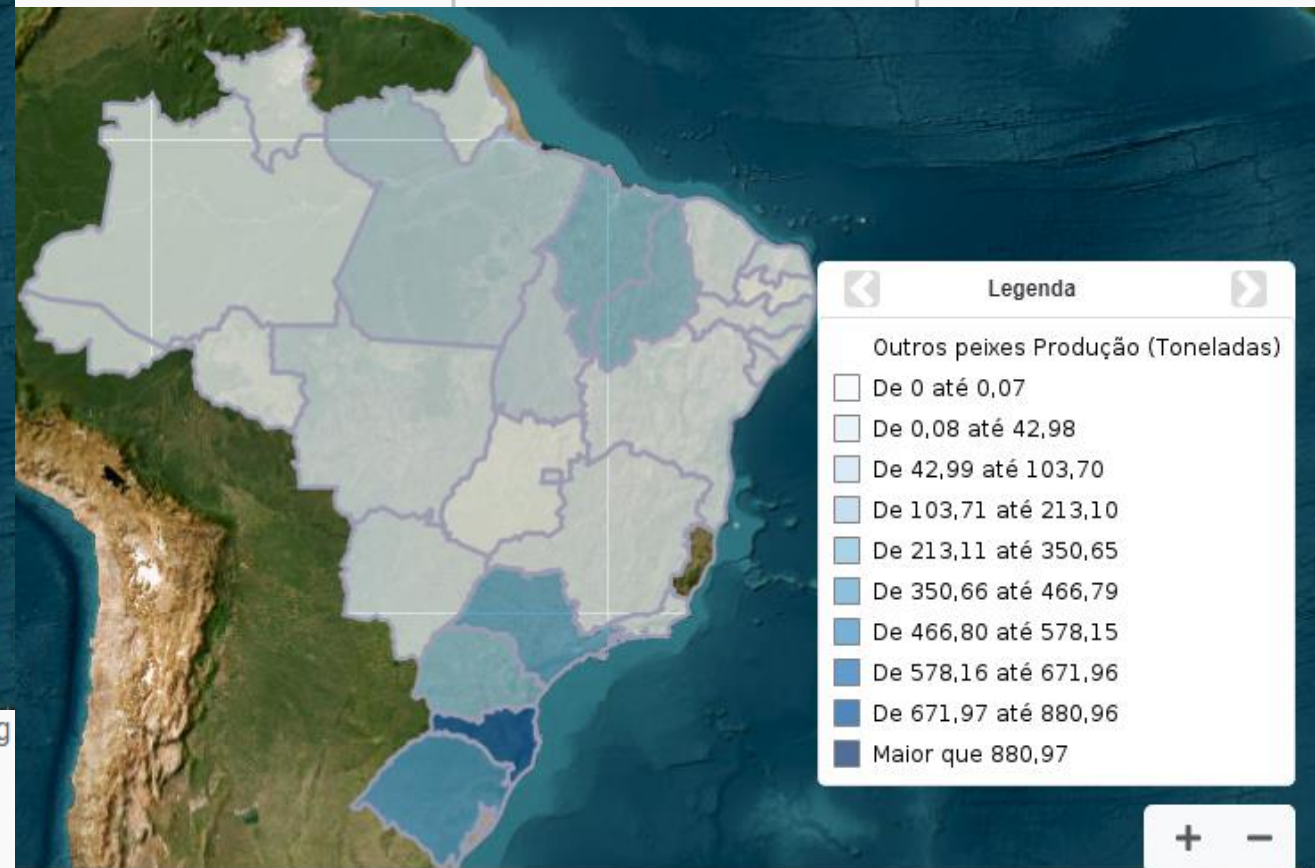 Legenda
Outros peixes Produção (Toneladas)
De 0 até 0,07
De 0,08 até 42,98
De 42,99 até 103,70
De 103,71 até 213,10
De 213,11 até 350,65
De 350,66 até 466,79
De 466,80 até 578,15
De 578,16 até 671,96
De 671,97 até 880,96
Maior que 880,97
g
+ −